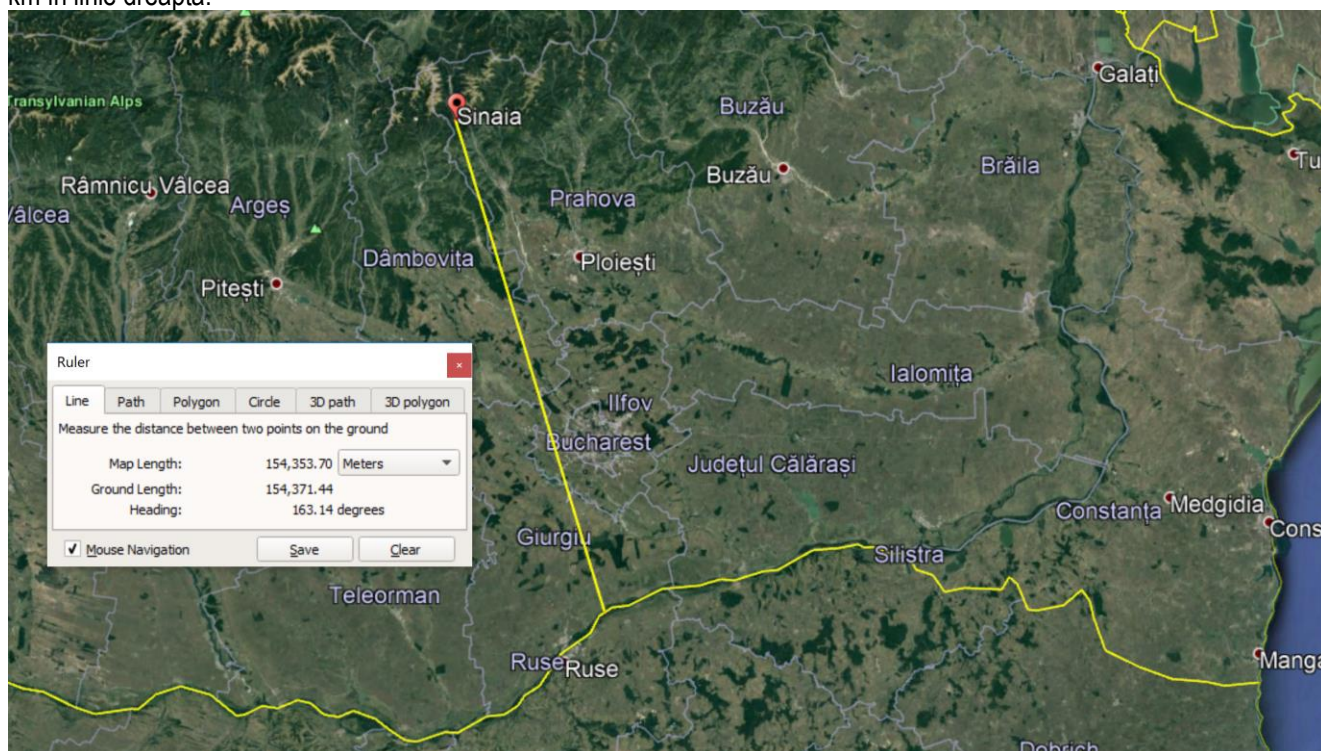 km în linie dreaptă.
Galați
Transylvanian Alps
Sinaia
Buzău
Brăila
Tu
Buzău
Râmnicu Vâlcea
Vâlcea
Argeș
Prahova
Dâmbovița
Ploiești
Pitești
Ruler
Line Path Polygon Circle 3D path 3D polygon
Measure the distance between two points on the ground
Map Length: 154,353.70 Meters
Ground Length: 154,371.44
Heading: 163.14 degrees
Mouse Navigation Save Clear
Ialomița
Ilfov
Bucharest
Județul Călărași
Constanța
Medgidia
Cons
Giurgiu
Silistra
Teleorman
Ruse
Ruse
Manga
Dobrich